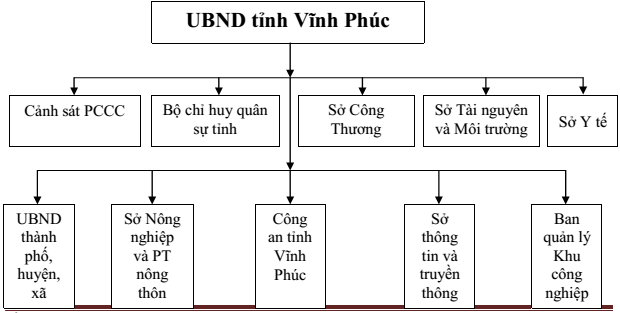 UBND tỉnh Vĩnh Phúc
Cảnh sát PCCC
Bộ chỉ huy quân
sự tỉnh
Sở Công
Thương
Sở Tài nguyên
và Môi trường
Sở Y tế
UBND
thành
phố,
huyện,
xã
Sở Nông
nghiệp
và PT
nông
thôn
Công
an tỉnh
Vĩnh
Phúc
Sở
thông
tin và
truyền
thông
Ban
quản lý
Khu
công
nghiệp